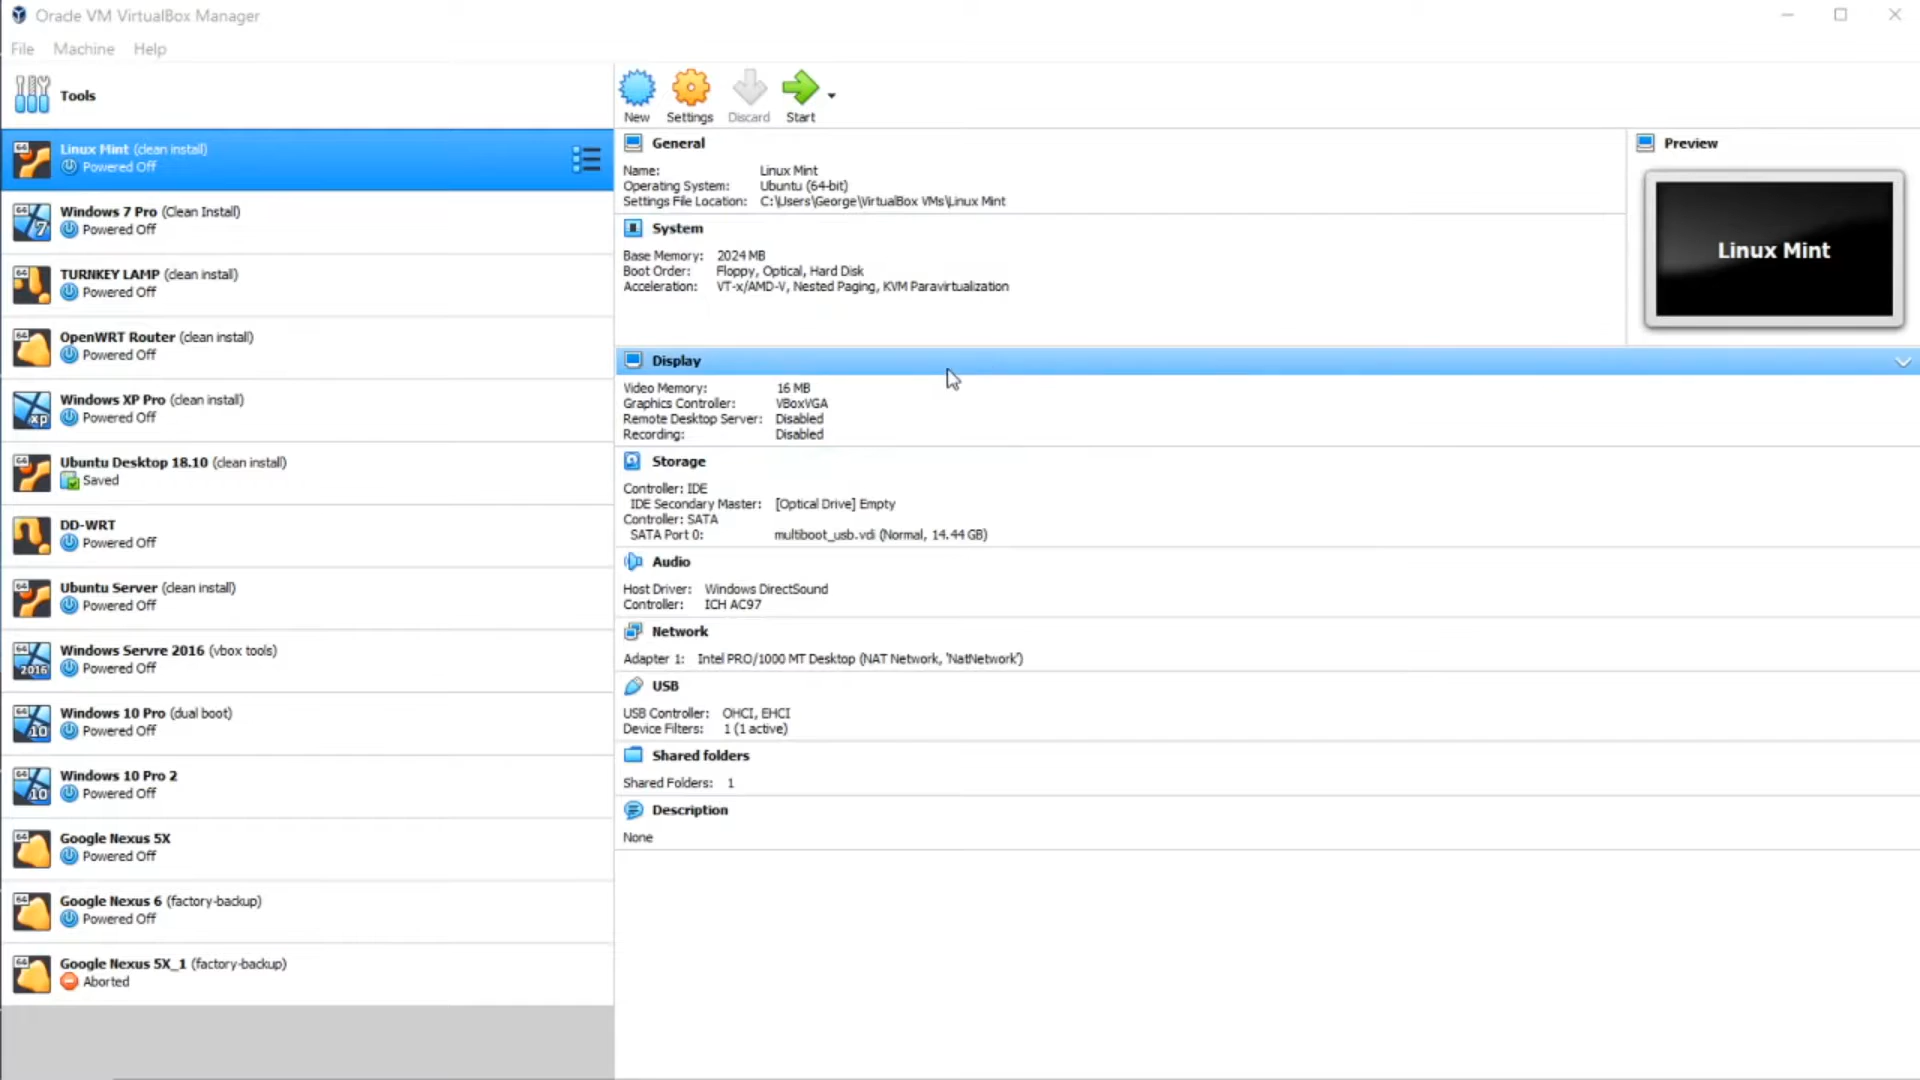 Oracle VM VirtualBox Manager
File Machine Help
Tools
New Settings Discard Start
Linux Mint (clean install)
Powered Off
Windows 7 Pro (Clean Install)
Powered Off
TURNKEY LAMP (clean install)
Powered Off
OpenWRT Router (clean install)
Powered Off
Windows XP Pro (clean install)
Powered Off
Ubuntu Desktop 18.10 (clean install)
Saved
DD-WRT
Powered Off
Ubuntu Server (clean install)
Powered Off
Windows Servre 2016 (vbox tools)
Powered Off
Windows 10 Pro (dual boot)
Powered Off
Windows 10 Pro 2
Powered Off
Google Nexus 5X
Powered Off
Google Nexus 6 (factory-backup)
Powered Off
Google Nexus 5X_1 (factory-backup)
Aborted
General
Name: Linux Mint
Operating System: Ubuntu (64-bit)
Settings File Location: C:\Users\George\VirtualBox VMs\Linux Mint
System
Base Memory: 2024 MB
Boot Order: Floppy, Optical, Hard Disk
Acceleration: VT-x/AMD-V, Nested Paging, KVM Paravirtualization
Preview
Linux Mint
Display
Video Memory: 16 MB
Graphics Controller: VBoxVGA
Remote Desktop Server: Disabled
Recording: Disabled
Storage
Controller: IDE
IDE Secondary Master: [Optical Drive] Empty
Controller: SATA
SATA Port 0: multiboot_usb.vdi (Normal, 14.44 GB)
Audio
Host Driver: Windows DirectSound
Controller: ICH AC97
Network
Adapter 1: Intel PRO/1000 MT Desktop (NAT Network, 'NatNetwork')
USB
USB Controller: OHCI, EHCI
Device Filters: 1 (1 active)
Shared folders
Shared Folders: 1
Description
None